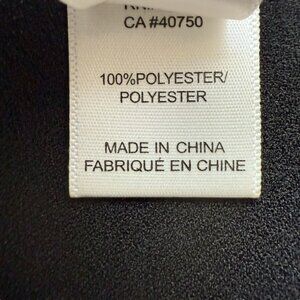 CA #40750
100%POLYESTER/
POLYESTER
MADE IN CHINA
FABRIQUÉ EN CHINE